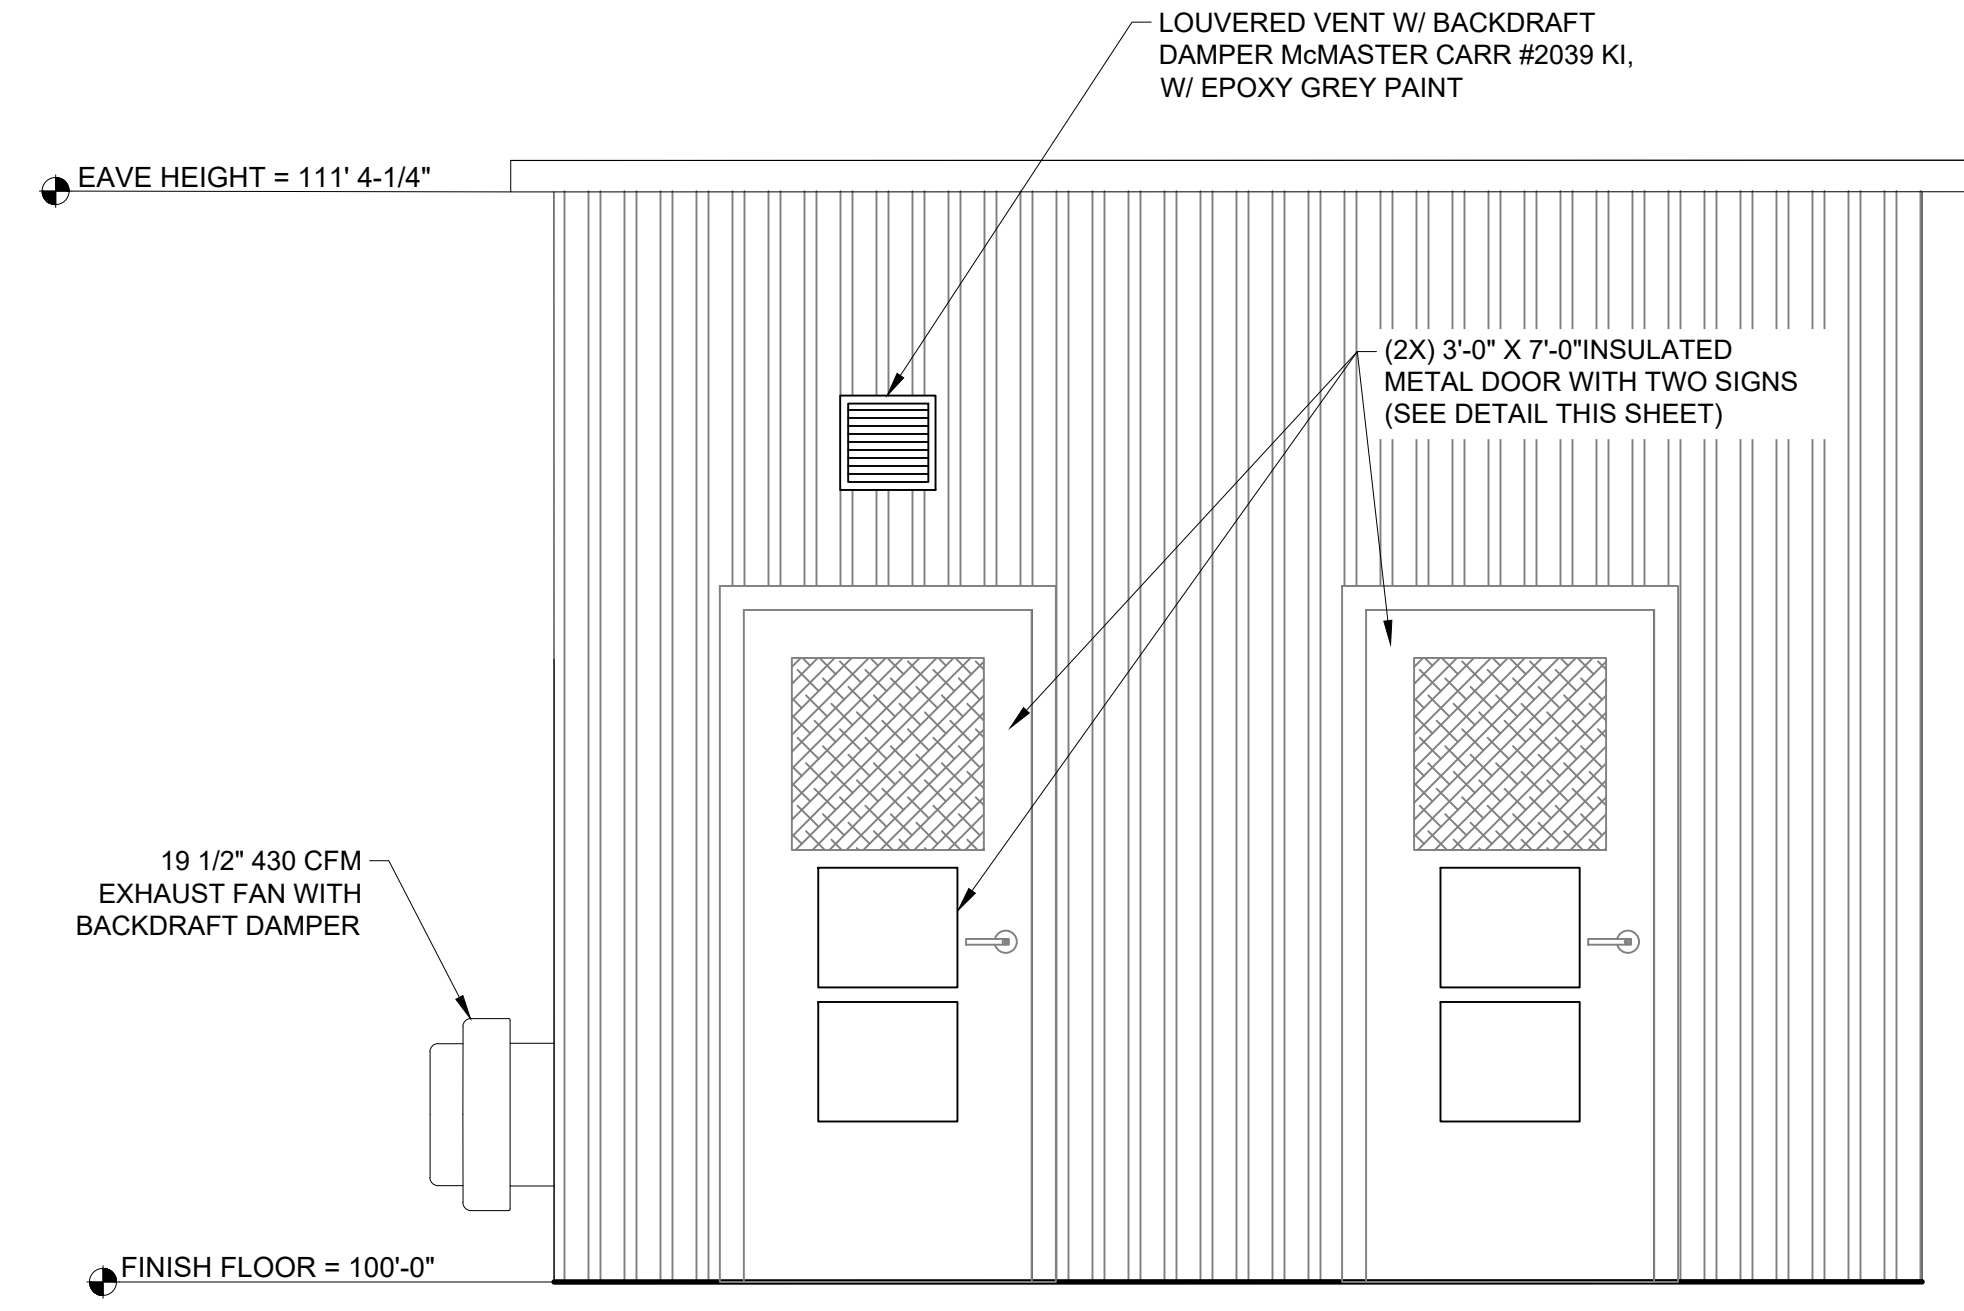 LOUVERED VENT W/ BACKDRAFT
DAMPER McMASTER CARR #2039 KI,
W/ EPOXY GREY PAINT
EAVE HEIGHT = 111' 4-1/4"
(2X) 3'-0" X 7'-0"INSULATED
METAL DOOR WITH TWO SIGNS
(SEE DETAIL THIS SHEET)
19 1/2" 430 CFM
EXHAUST FAN WITH
BACKDRAFT DAMPER
FINISH FLOOR = 100'-0"